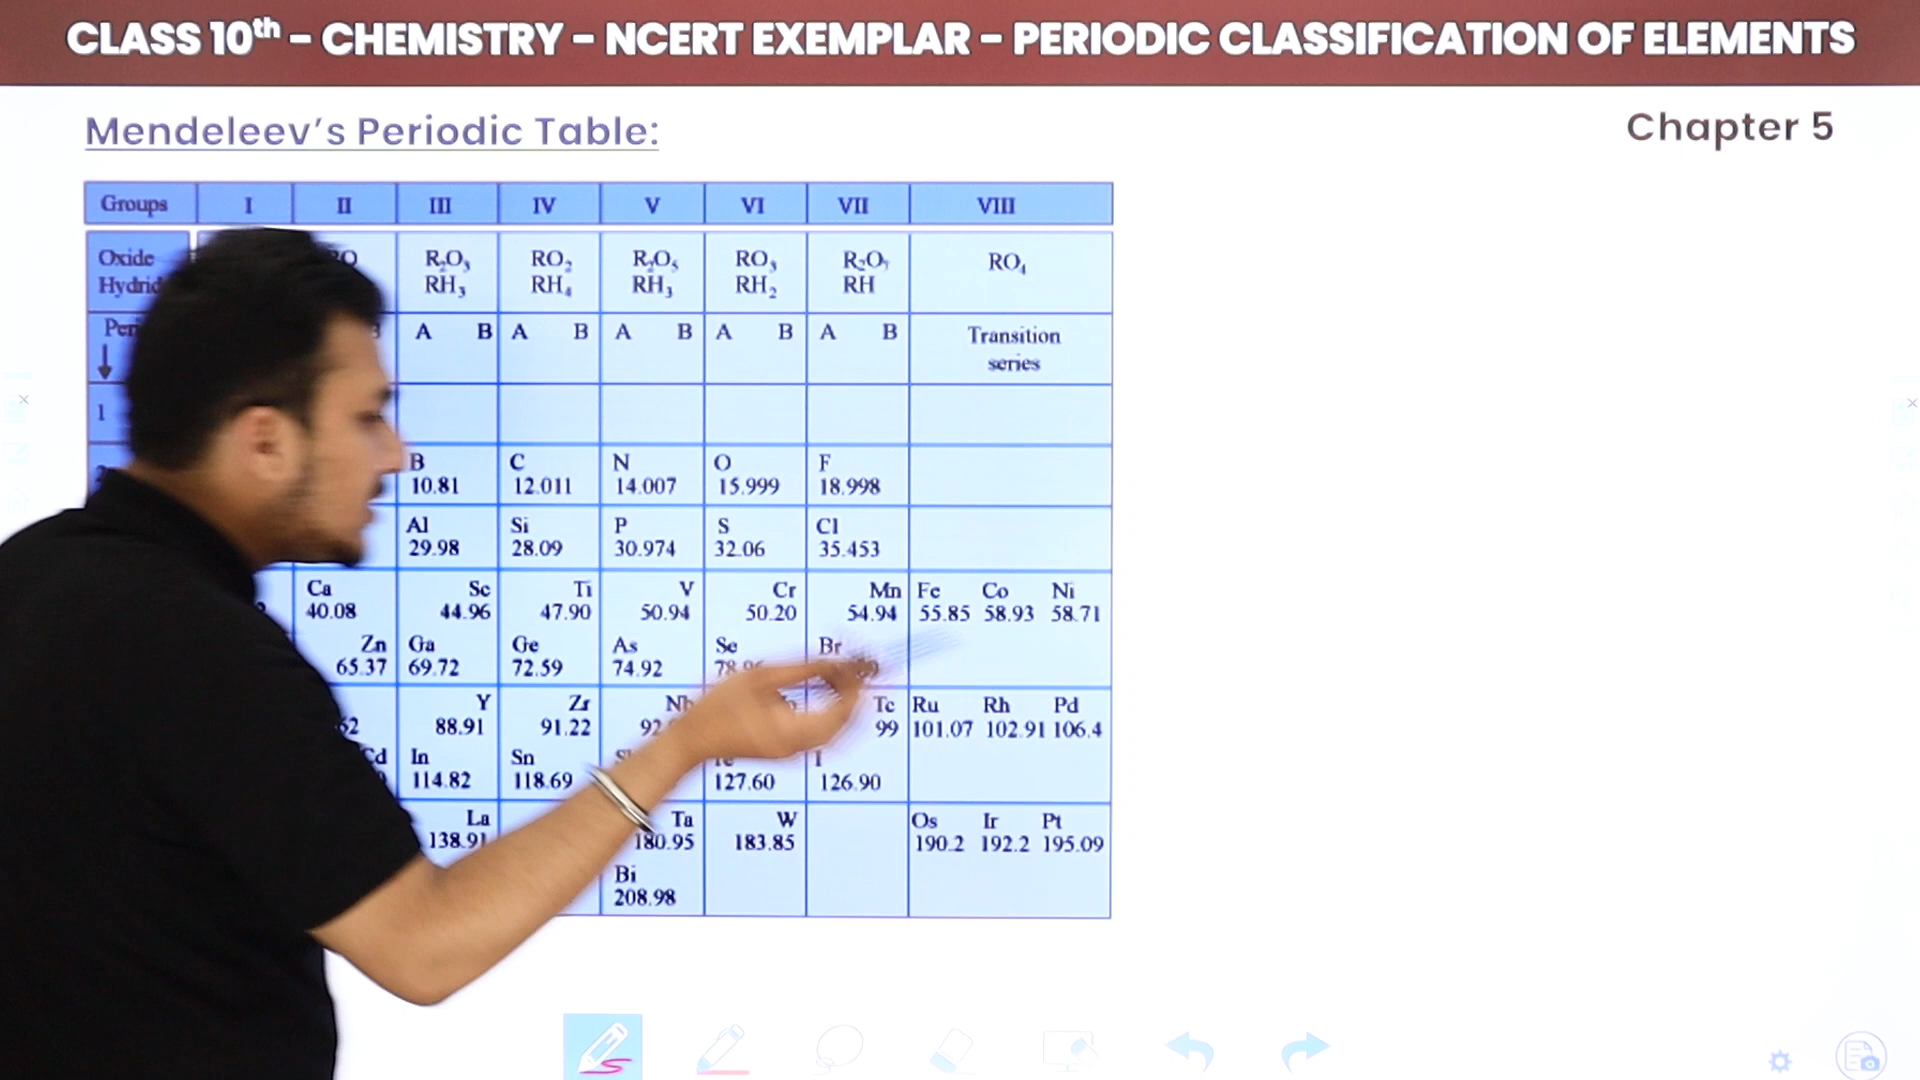 CLASS 10th - CHEMISTRY - NCERT EXEMPLAR - PERIODIC CLASSIFICATION OF ELEMENTS
Mendeleev's Periodic Table:
Chapter 5
Groups I II III IV V VI VII VIII
Oxide R₂O₃ RO₂ R₂O₅ RO₃ R₂O₇ RO₄
RH₃ RH₄ RH₃ RH₂ RH
A B A B A B A B A B Transition
series
1
B C N O F
10.81 12.011 14.007 15.999 18.998
Al Si P S Cl
29.98 28.09 30.974 32.06 35.453
Ca Sc Ti V Cr Mn Fe Co Ni
40.08 44.96 47.90 50.94 50.20 54.94 55.85 58.93 58.71
Zn Ga Ge As Se Br
65.37 69.72 72.59 74.92
Y Zr Tc Ru Rh Pd
88.91 91.22 99 101.07 102.91 106.4
In Sn I
114.82 118.69 127.60 126.90
La Ta W Os Ir Pt
138.91 180.95 183.85 190.2 192.2 195.09
Bi
208.98